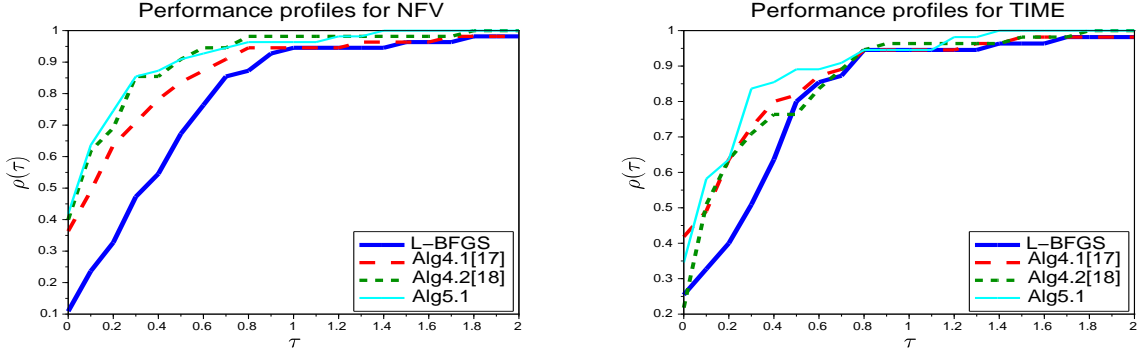 Performance profiles for NFV
1
0.9
0.8
0.7
0.6
0.5
0.4
0.3
0.2
0.1
ρ(τ)
0 0.2 0.4 0.6 0.8 1 1.2 1.4 1.6 1.8 2
τ
L-BFGS
Alg4.1[17]
Alg4.2[18]
Alg5.1
Performance profiles for TIME
1
0.9
0.8
0.7
0.6
0.5
0.4
0.3
0.2
ρ(τ)
0 0.2 0.4 0.6 0.8 1 1.2 1.4 1.6 1.8 2
τ
L-BFGS
Alg4.1[17]
Alg4.2[18]
Alg5.1